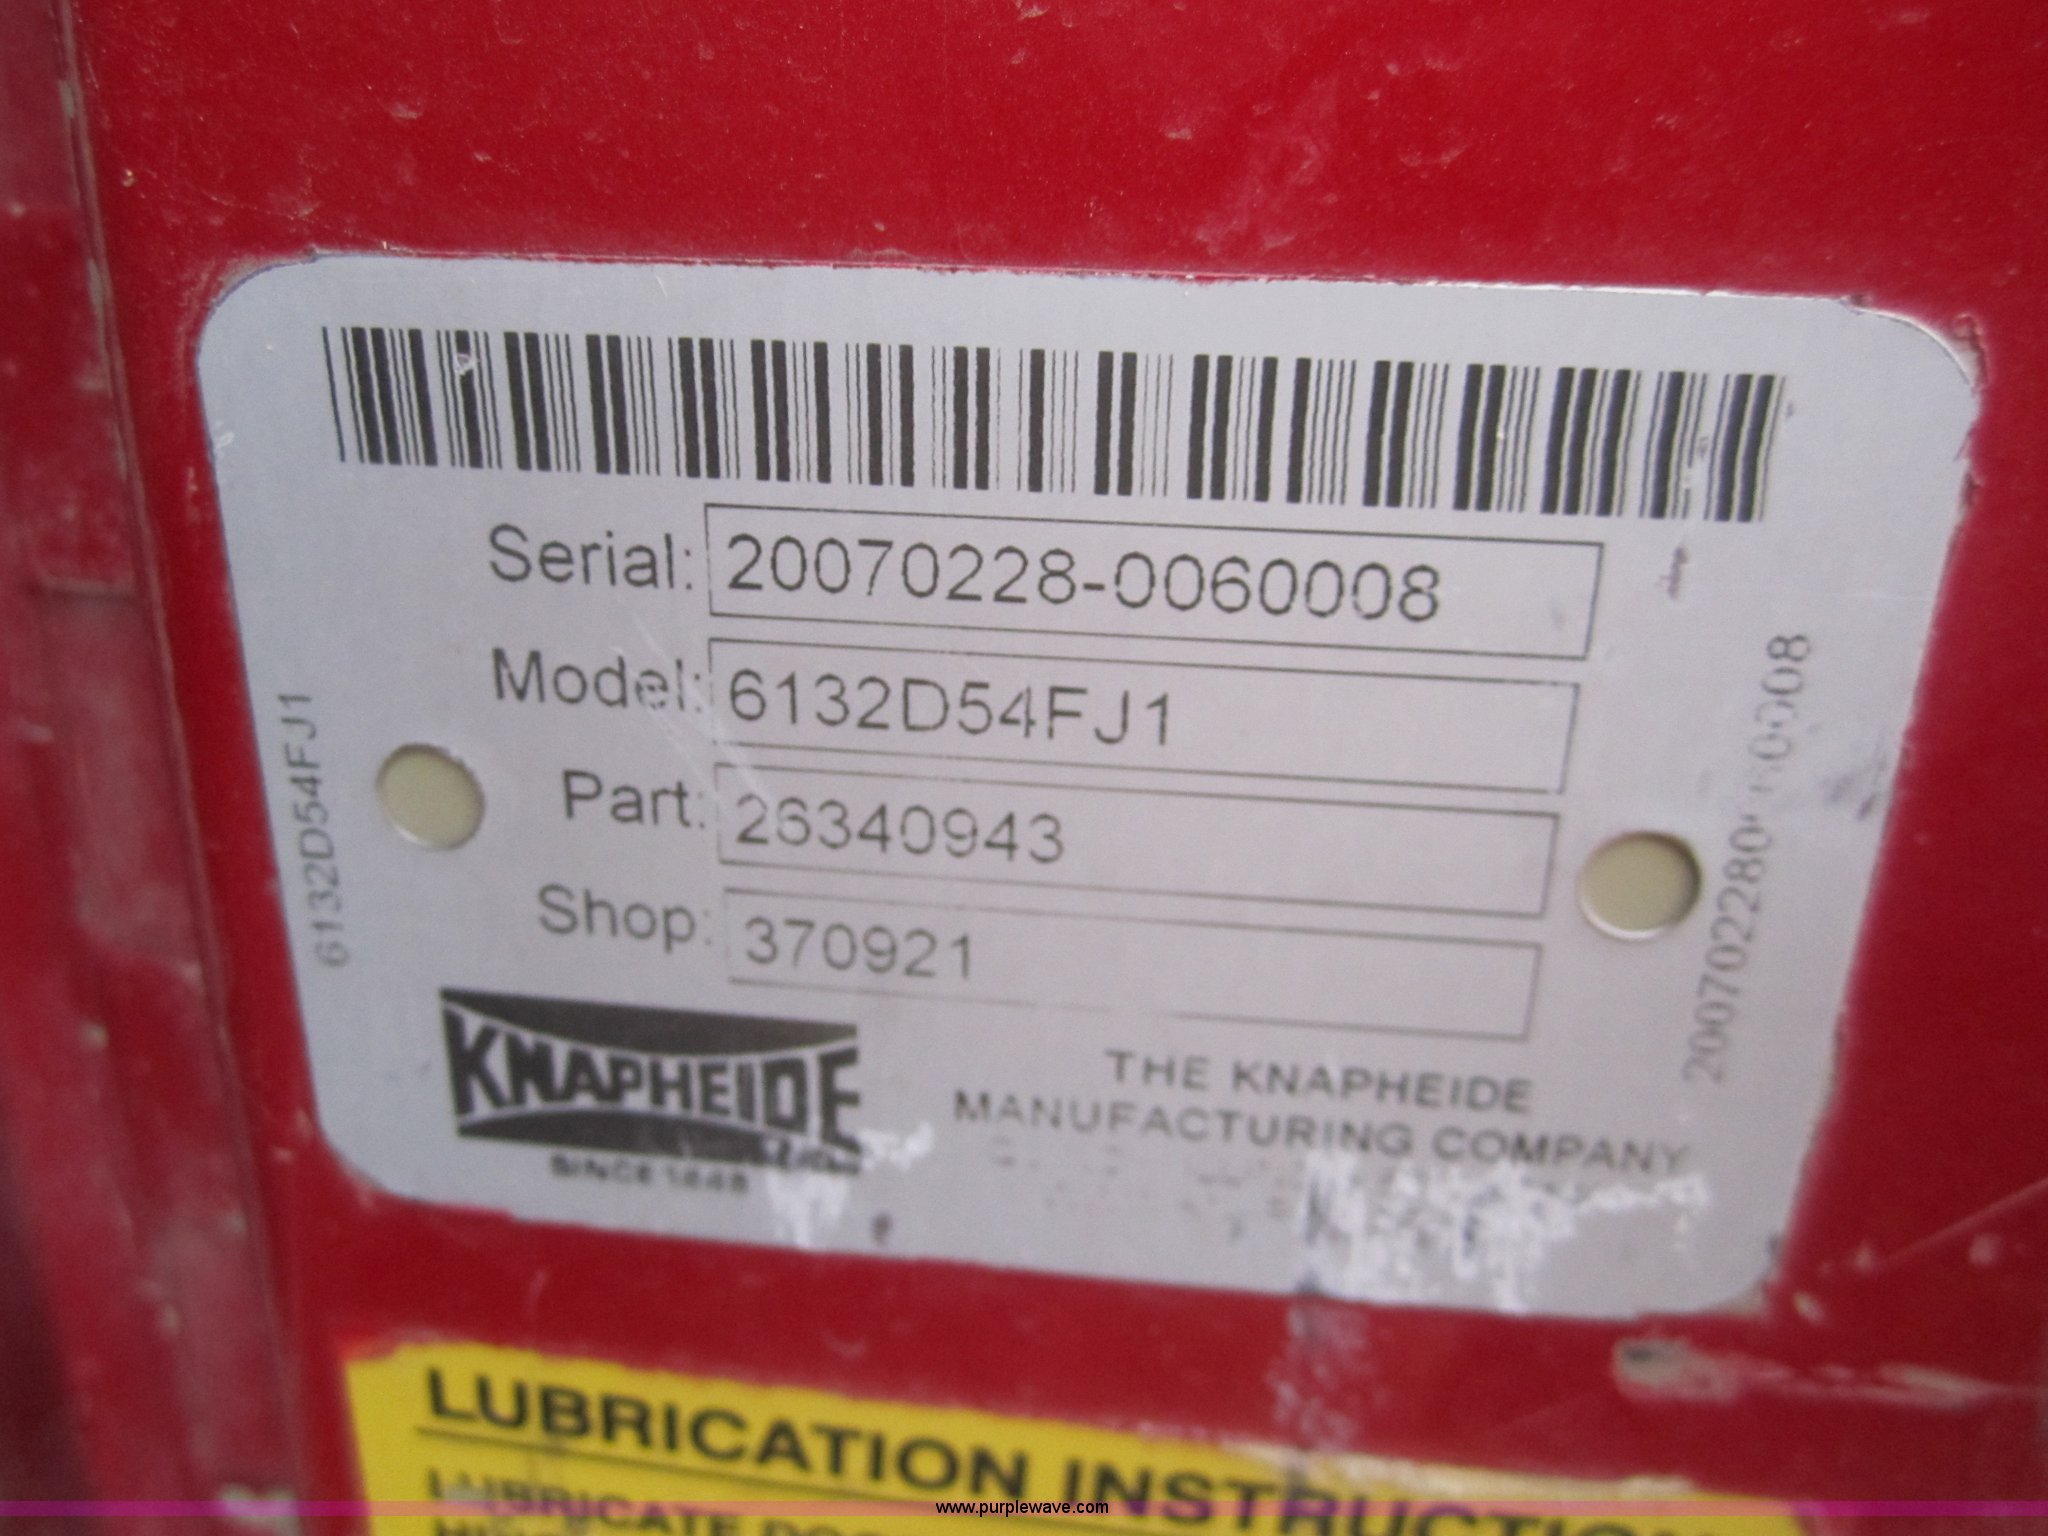 Serial: 20070228-0060008
Model: 6132D54FJ1
Part: 26340943
Shop: 370921
6132D54FJ1
KNAPHEIDE
SINCE 1848
THE KNAPHEIDE
MANUFACTURING COMPANY
LUBRICATION
LUBRICATE
www.purplewave.com